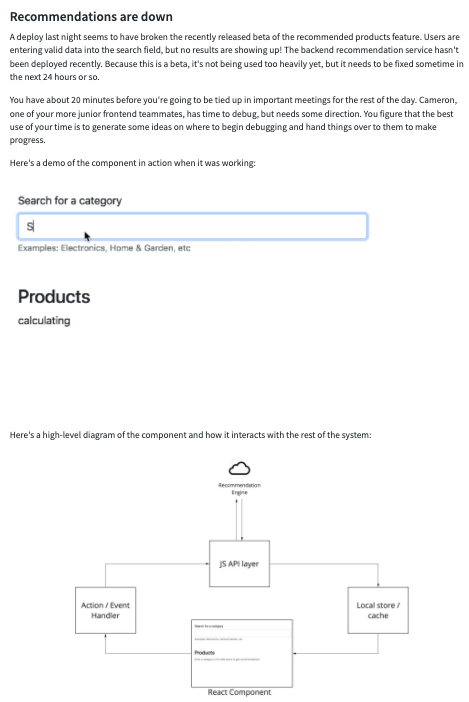 Recommendations are down
A deploy last night seems to have broken the recently released beta of the recommended products feature. Users are
entering valid data into the search field, but no results are showing up! The backend recommendation service hasn't
been deployed recently. Because this is a beta, it's not being used too heavily yet, but it needs to be fixed sometime in
the next 24 hours or so.
You have about 20 minutes before you're going to be tied up in important meetings for the rest of the day. Cameron,
one of your more junior frontend teammates, has time to debug, but needs some direction. You figure that the best
use of your time is to generate some ideas on where to begin debugging and hand things over to them to make
progress.
Here's a demo of the component in action when it was working:
Search for a category
S
Examples: Electronics, Home & Garden, etc
Products
calculating
Here's a high-level diagram of the component and how it interacts with the rest of the system:
Recommendation
Engine
JS API layer
Action / Event
Handler
Local store /
cache
Search for a category
Products
React Component